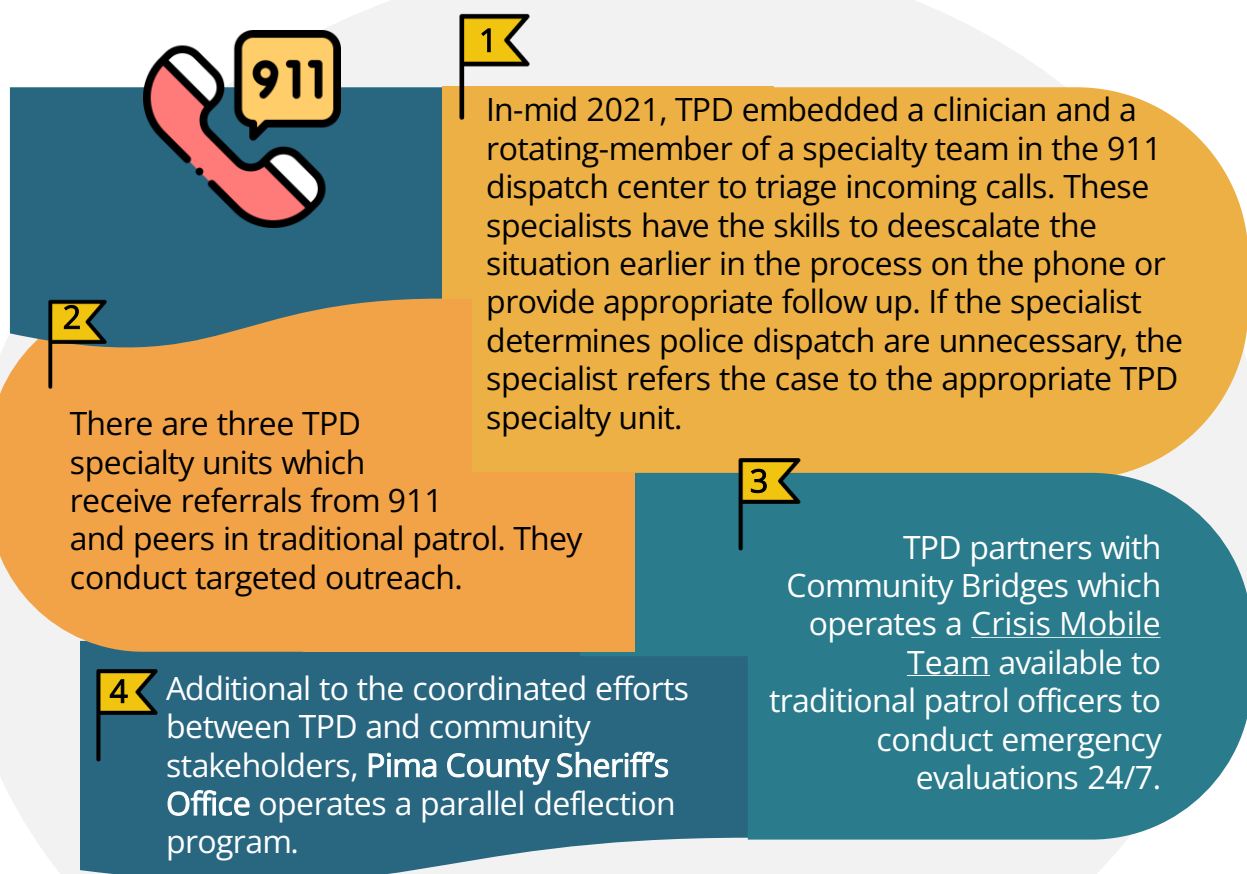 911
1
In-mid 2021, TPD embedded a clinician and a
rotating-member of a specialty team in the 911
dispatch center to triage incoming calls. These
specialists have the skills to deescalate the
situation earlier in the process on the phone or
provide appropriate follow up. If the specialist
determines police dispatch are unnecessary, the
specialist refers the case to the appropriate TPD
specialty unit.
2
There are three TPD
specialty units which
receive referrals from 911
and peers in traditional patrol. They
conduct targeted outreach.
3
TPD partners with
Community Bridges which
operates a Crisis Mobile
Team available to
traditional patrol officers to
conduct emergency
evaluations 24/7.
4
Additional to the coordinated efforts
between TPD and community
stakeholders, Pima County Sheriff's
Office operates a parallel deflection
program.